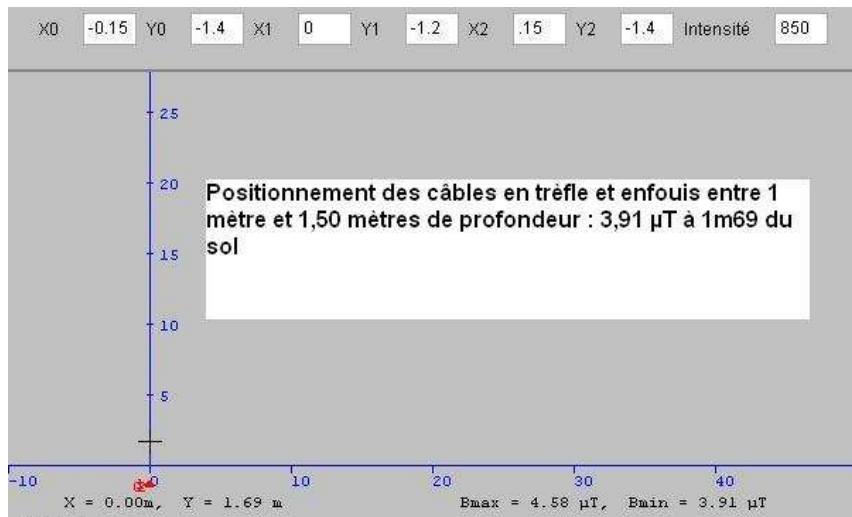 X0 -0.15 Y0 -1.4 X1 0 Y1 -1.2 X2 .15 Y2 -1.4 Intensité 850
25
20
Positionnement des câbles en trèfle et enfouis entre 1
mètre et 1,50 mètres de profondeur : 3,91 µT à 1m69 du
sol
15
10
5
-10 0 10 20 30 40
X = 0.00m, Y = 1.69 m Bmax = 4.58 µT, Bmin = 3.91 µT